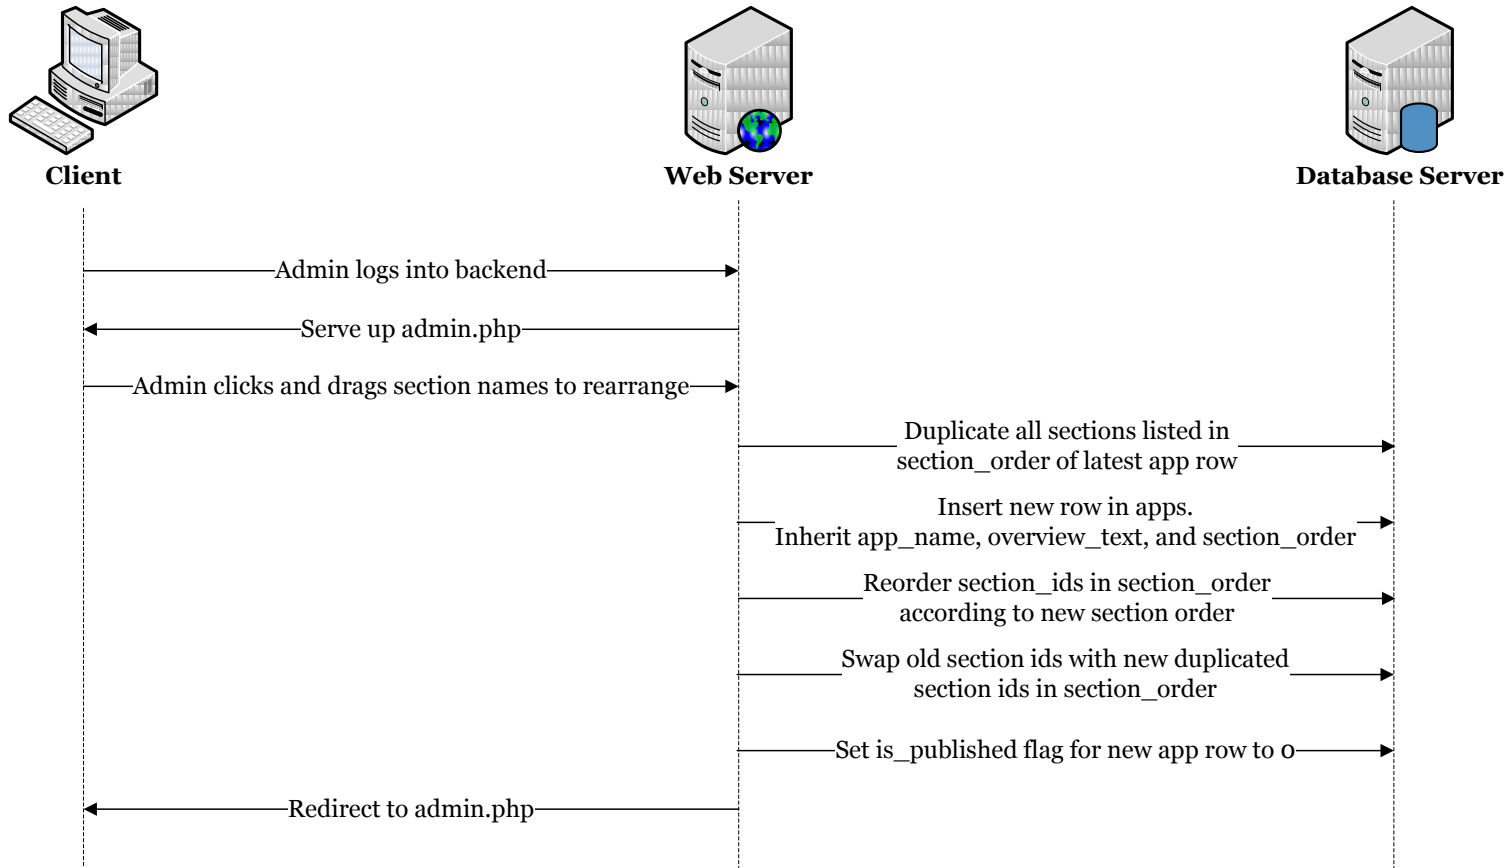 Client
Web Server
Database Server
Admin logs into backend
Serve up admin.php
Admin clicks and drags section names to rearrange
Duplicate all sections listed in
section_order of latest app row
Insert new row in apps.
Inherit app_name, overview_text, and section_order
Reorder section_ids in section_order
according to new section order
Swap old section ids with new duplicated
section ids in section_order
Set is_published flag for new app row to 0
Redirect to admin.php